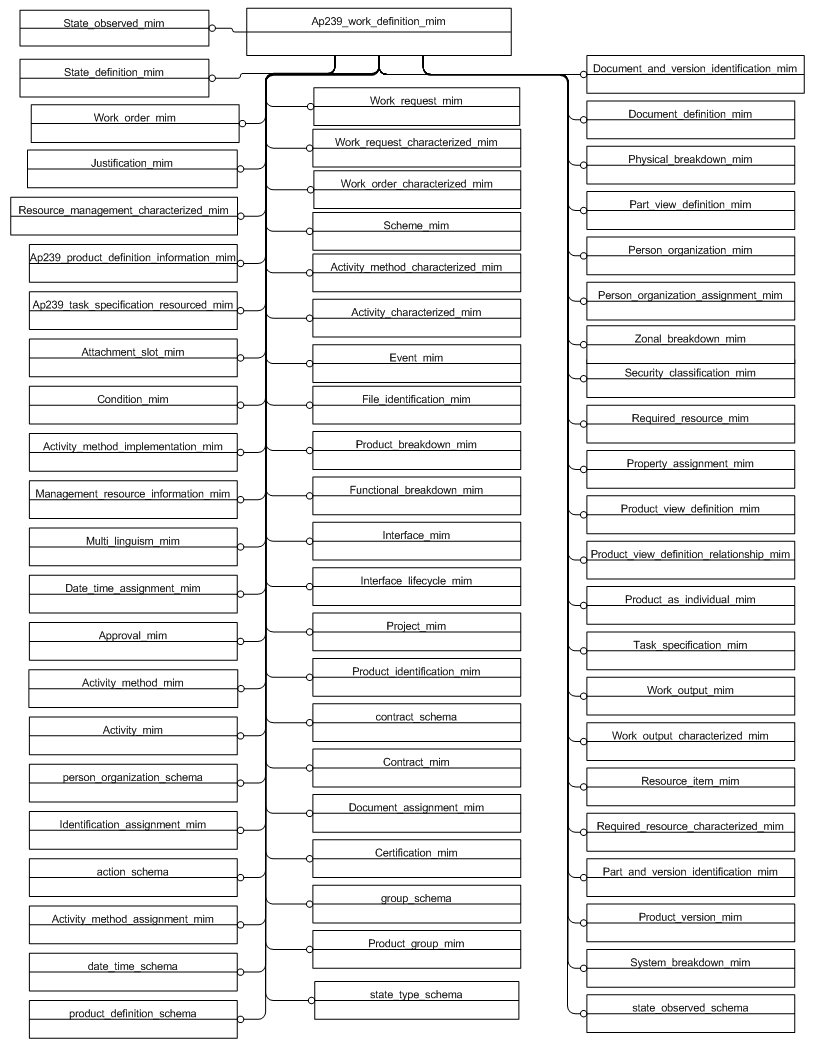 Ap239_work_definition_mim
State_observed_mim
State_definition_mim
Work_order_mim
Justification_mim
Resource_management_characterized_mim
Ap239_product_definition_information_mim
Ap239_task_specification_resourced_mim
Attachment_slot_mim
Condition_mim
Activity_method_implementation_mim
Management_resource_information_mim
Multi_linguism_mim
Date_time_assignment_mim
Approval_mim
Activity_method_mim
Activity_mim
person_organization_schema
Identification_assignment_mim
action_schema
Activity_method_assignment_mim
date_time_schema
product_definition_schema
Work_request_mim
Work_request_characterized_mim
Work_order_characterized_mim
Scheme_mim
Activity_method_characterized_mim
Activity_characterized_mim
Event_mim
File_identification_mim
Product_breakdown_mim
Functional_breakdown_mim
Interface_mim
Interface_lifecycle_mim
Project_mim
Product_identification_mim
contract_schema
Contract_mim
Document_assignment_mim
Certification_mim
group_schema
Product_group_mim
state_type_schema
Document_and_version_identification_mim
Document_definition_mim
Physical_breakdown_mim
Part_view_definition_mim
Person_organization_mim
Person_organization_assignment_mim
Zonal_breakdown_mim
Security_classification_mim
Required_resource_mim
Property_assignment_mim
Product_view_definition_mim
Product_view_definition_relationship_mim
Product_as_individual_mim
Task_specification_mim
Work_output_mim
Work_output_characterized_mim
Resource_item_mim
Required_resource_characterized_mim
Part_and_version_identification_mim
Product_version_mim
System_breakdown_mim
state_observed_schema